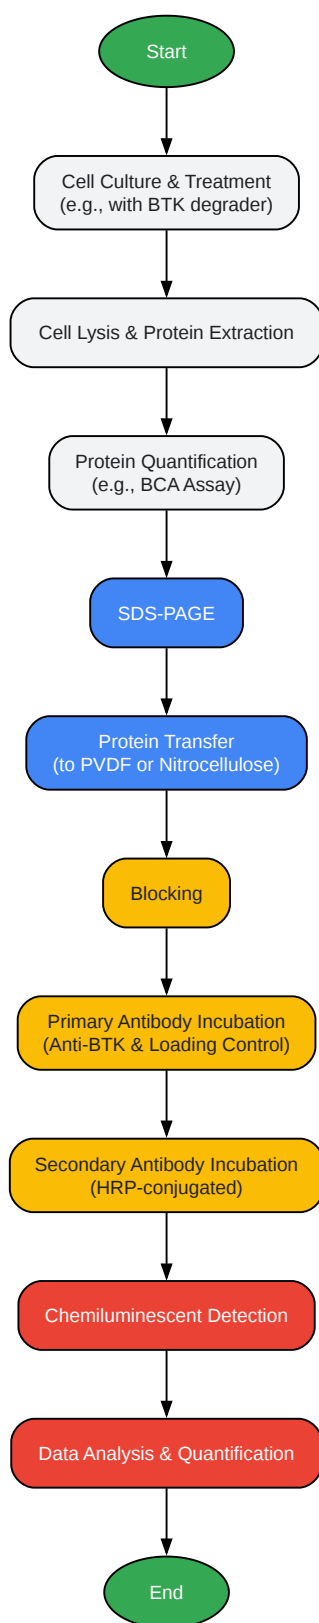 Start
Cell Culture & Treatment
(e.g., with BTK degrader)
Cell Lysis & Protein Extraction
Protein Quantification
(e.g., BCA Assay)
SDS-PAGE
Protein Transfer
(to PVDF or Nitrocellulose)
Blocking
Primary Antibody Incubation
(Anti-BTK & Loading Control)
Secondary Antibody Incubation
(HRP-conjugated)
Chemiluminescent Detection
Data Analysis & Quantification
End